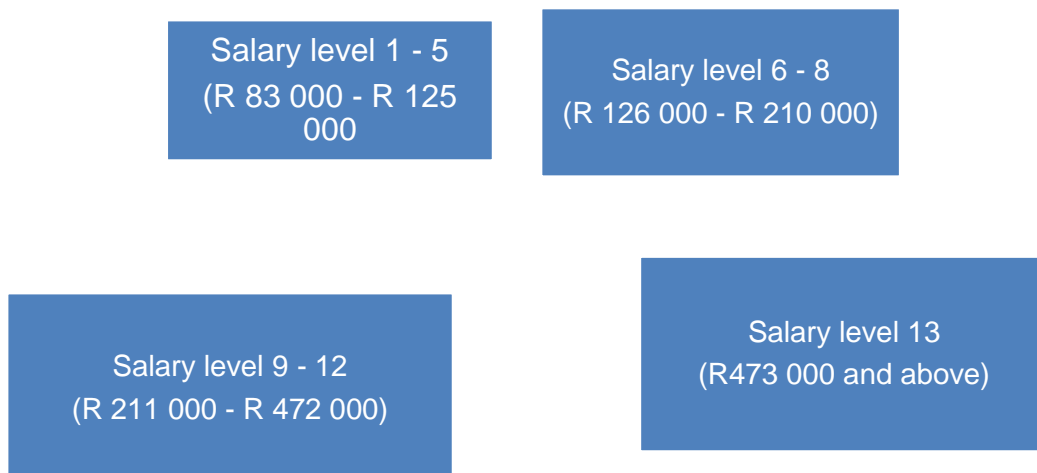 Salary level 1 - 5
(R 83 000 - R 125
000
Salary level 6 - 8
(R 126 000 - R 210 000)
Salary level 9 - 12
(R 211 000 - R 472 000)
Salary level 13
(R473 000 and above)